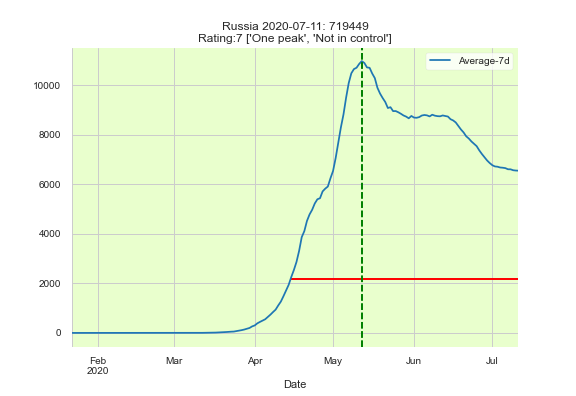 Russia 2020-07-11: 719449
Rating:7 ['One peak', 'Not in control']
Average-7d
10000
8000
6000
4000
2000
0
Feb
2020
Mar
Apr
May
Jun
Jul
Date